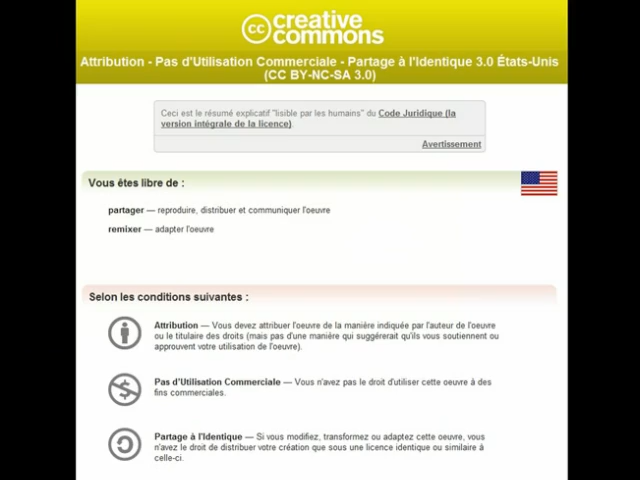 cc creative
commons
Attribution - Pas d'Utilisation Commerciale - Partage à l'Identique 3.0 États-Unis
(CC BY-NC-SA 3.0)
Ceci est le résumé explicatif "lisible par les humains" du Code Juridique (la
version intégrale de la licence)
Avertissement
Vous êtes libre de :
partager — reproduire, distribuer et communiquer l'oeuvre
remixer — adapter l'oeuvre
Selon les conditions suivantes :
Attribution — Vous devez attribuer l'oeuvre de la manière indiquée par l'auteur de l'oeuvre
ou le titulaire des droits (mais pas d'une manière qui suggérerait qu'ils vous soutiennent ou
approuvent votre utilisation de l'oeuvre).
Pas d'Utilisation Commerciale — Vous n'avez pas le droit d'utiliser cette oeuvre à des
fins commerciales.
Partage à l'Identique — Si vous modifiez, transformez ou adaptez cette oeuvre, vous
n'avez le droit de distribuer votre création que sous une licence identique ou similaire à
celle-ci.